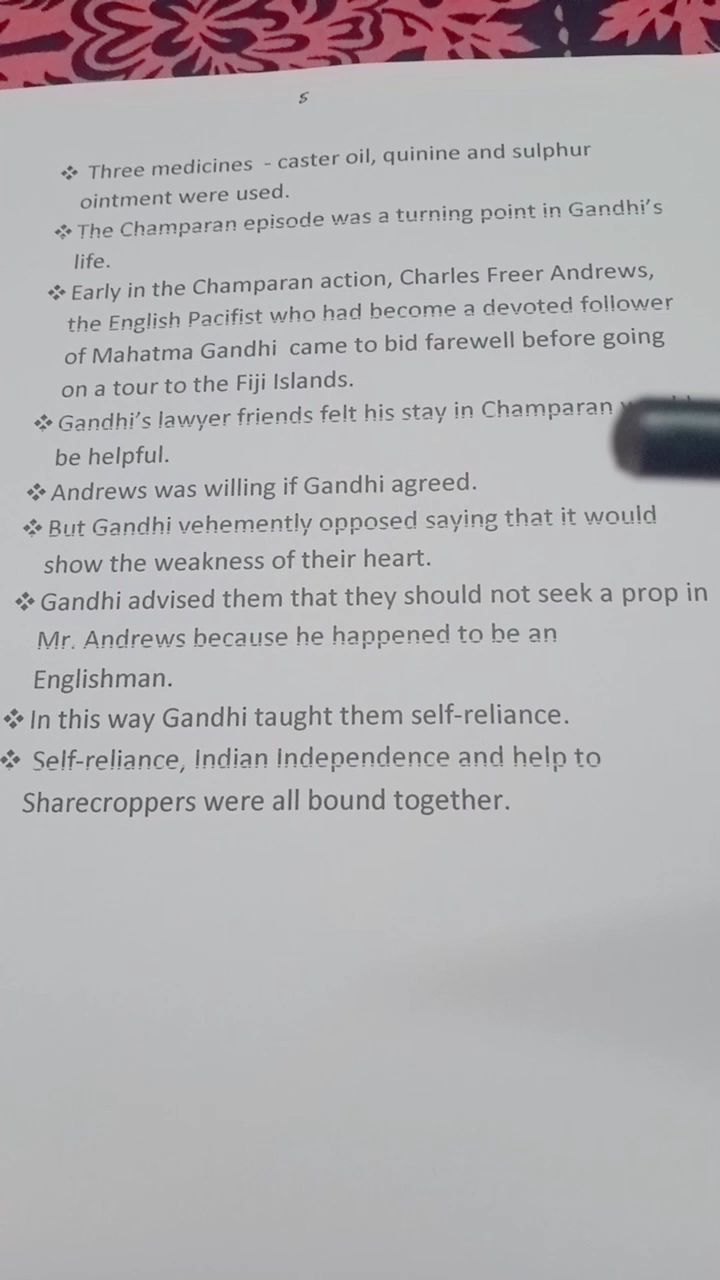 5
❖ Three medicines - caster oil, quinine and sulphur
ointment were used.
❖ The Champaran episode was a turning point in Gandhi's
life.
❖ Early in the Champaran action, Charles Freer Andrews,
the English Pacifist who had become a devoted follower
of Mahatma Gandhi came to bid farewell before going
on a tour to the Fiji Islands.
❖ Gandhi's lawyer friends felt his stay in Champaran
be helpful.
❖ Andrews was willing if Gandhi agreed.
❖ But Gandhi vehemently opposed saying that it would
show the weakness of their heart.
❖ Gandhi advised them that they should not seek a prop in
Mr. Andrews because he happened to be an
Englishman.
❖ In this way Gandhi taught them self-reliance.
❖ Self-reliance, Indian Independence and help to
Sharecroppers were all bound together.